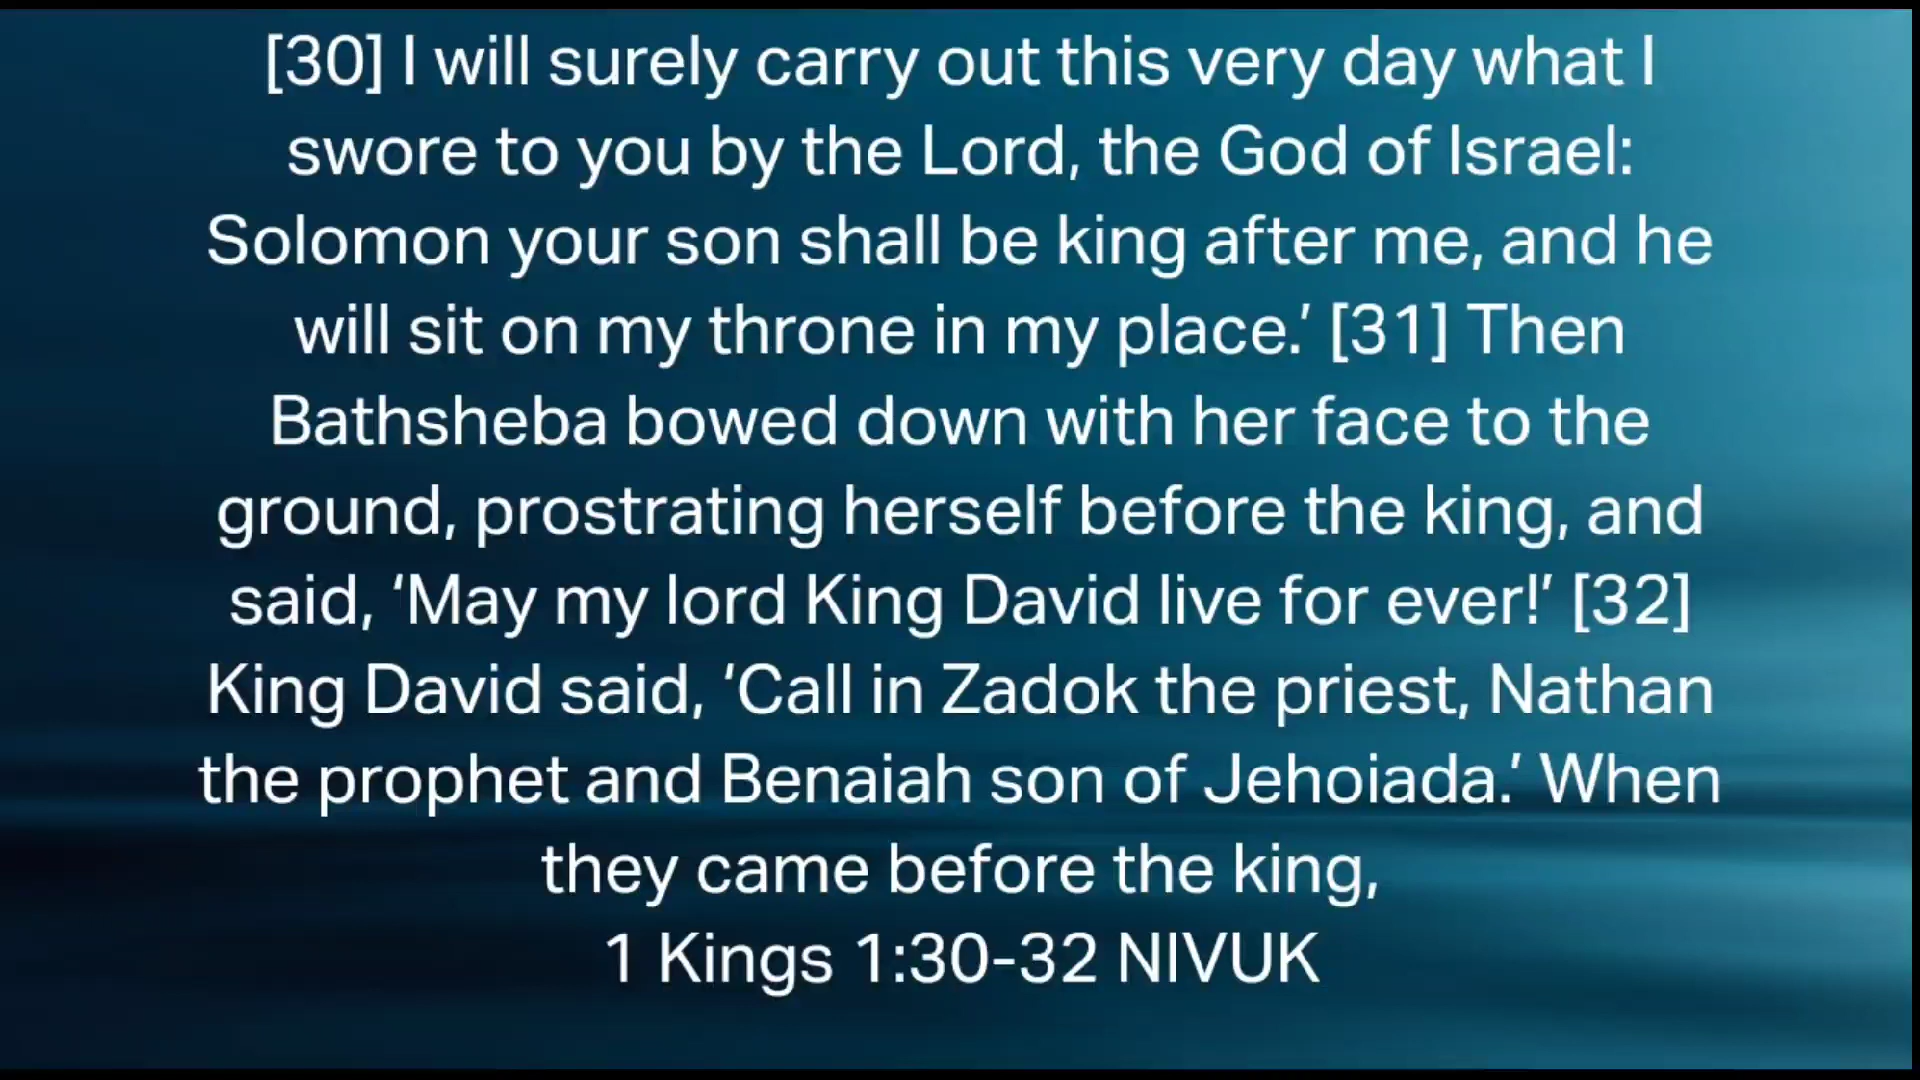 [30] I will surely carry out this very day what I
swore to you by the Lord, the God of Israel:
Solomon your son shall be king after me, and he
will sit on my throne in my place.’ [31] Then
Bathsheba bowed down with her face to the
ground, prostrating herself before the king, and
said, ‘May my lord King David live for ever!’ [32]
King David said, ‘Call in Zadok the priest, Nathan
the prophet and Benaiah son of Jehoiada.’ When
they came before the king,
1 Kings 1:30-32 NIVUK